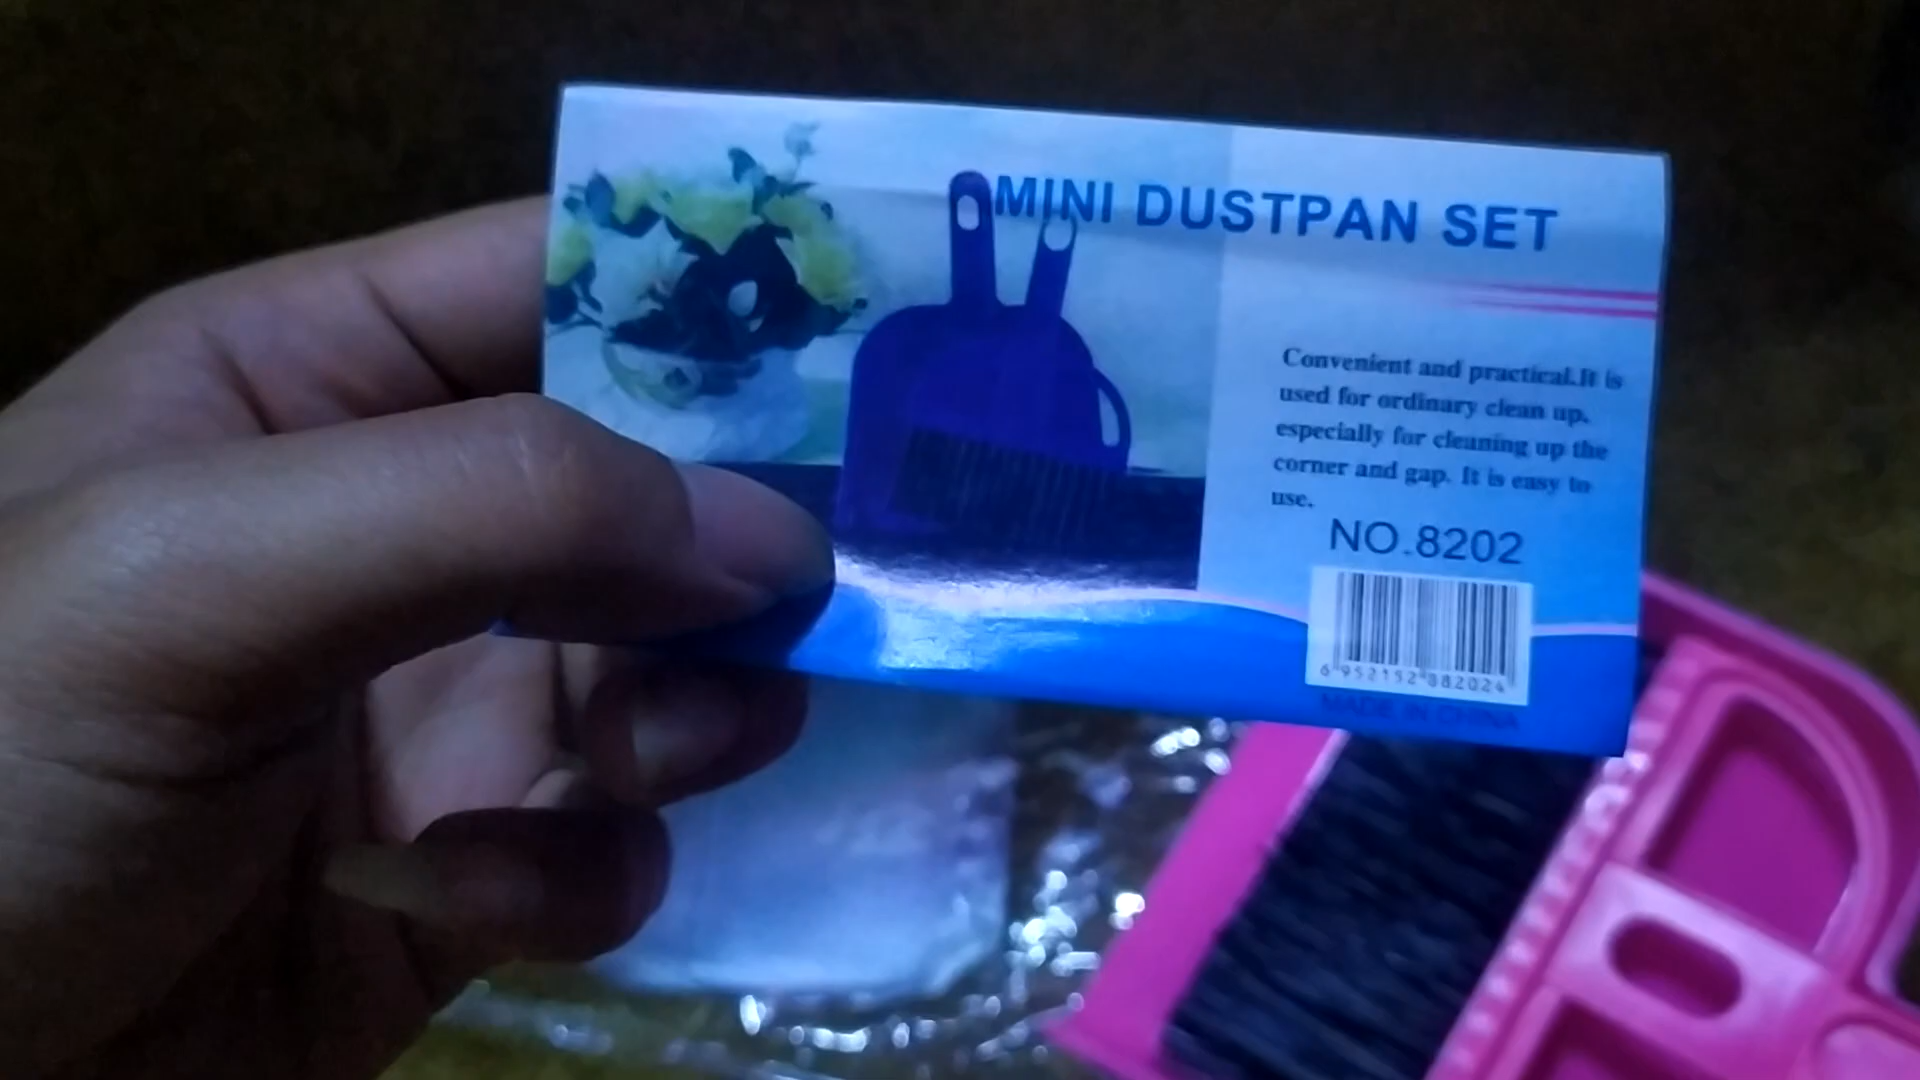 MINI DUSTPAN SET
Convenient and practical.It is
used for ordinary clean up,
especially for cleaning up the
corner and gap. It is easy to
use.
NO.8202
6 952152 882024
MADE IN CHINA